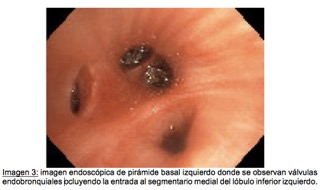 Imagen 3: imagen endoscópica de pirámide basal izquierdo donde se observan válvulas
endobronquiales ocluyendo la entrada al segmentario medial del lóbulo inferior izquierdo.